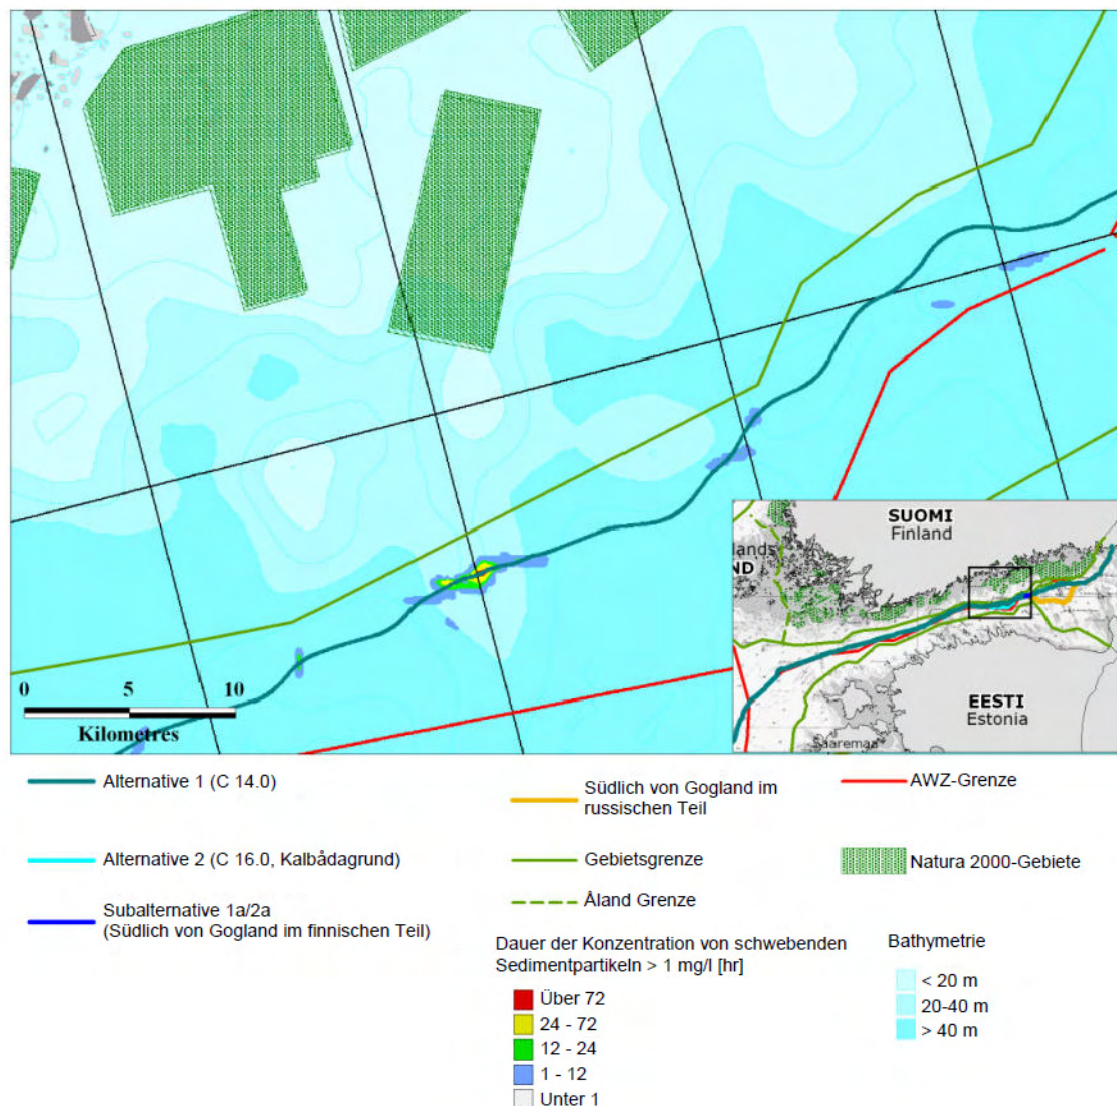 SUOMI
Finland
lands
ND
EESTI
Estonia
Saaremaa
0 5 10
Kilometres
Alternative 1 (C 14.0)
Alternative 2 (C 16.0, Kalbådagrund)
Subalternative 1a/2a
(Südlich von Gogland im finnischen Teil)
Südlich von Gogland im
russischen Teil
Gebietsgrenze
Åland Grenze
AWZ-Grenze
Natura 2000-Gebiete
Dauer der Konzentration von schwebenden
Sedimentpartikeln > 1 mg/l [hr]
Über 72
24 - 72
12 - 24
1 - 12
Unter 1
Bathymetrie
< 20 m
20-40 m
> 40 m